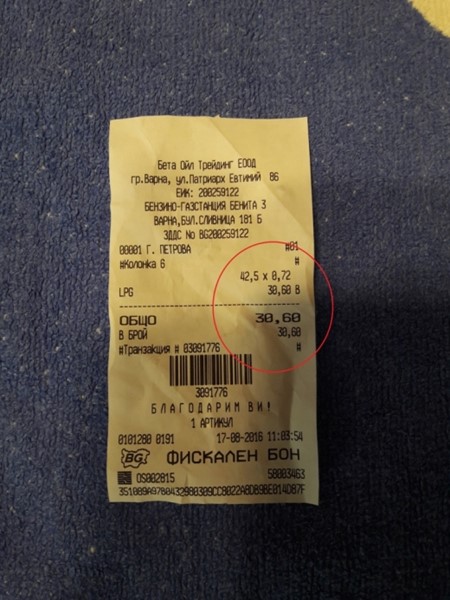 Бета Ойл Трейдинг ЕООД
гр.Варна, ул.Патриарх Евтимий 86
ЕИК: 200259122
БЕНЗИНО-ГАЗСТАНЦИЯ БЕНИТА 3
ВАРНА,БУЛ.СЛИВНИЦА 181 Б
ЗДДС No BG200259122
00001 Г. ПЕТРОВА #01
#Колонка 6 #
42,5 x 0,72
LPG 30,60 В
ОБЩО 30,60
В БРОЙ 30,60
#Транзакция # 03091776 #
3091776
БЛАГОДАРИМ ВИ!
1 АРТИКУЛ
0101280 0191 17-08-2016 11:03:54
BG ФИСКАЛЕН БОН
OS002815 50003463